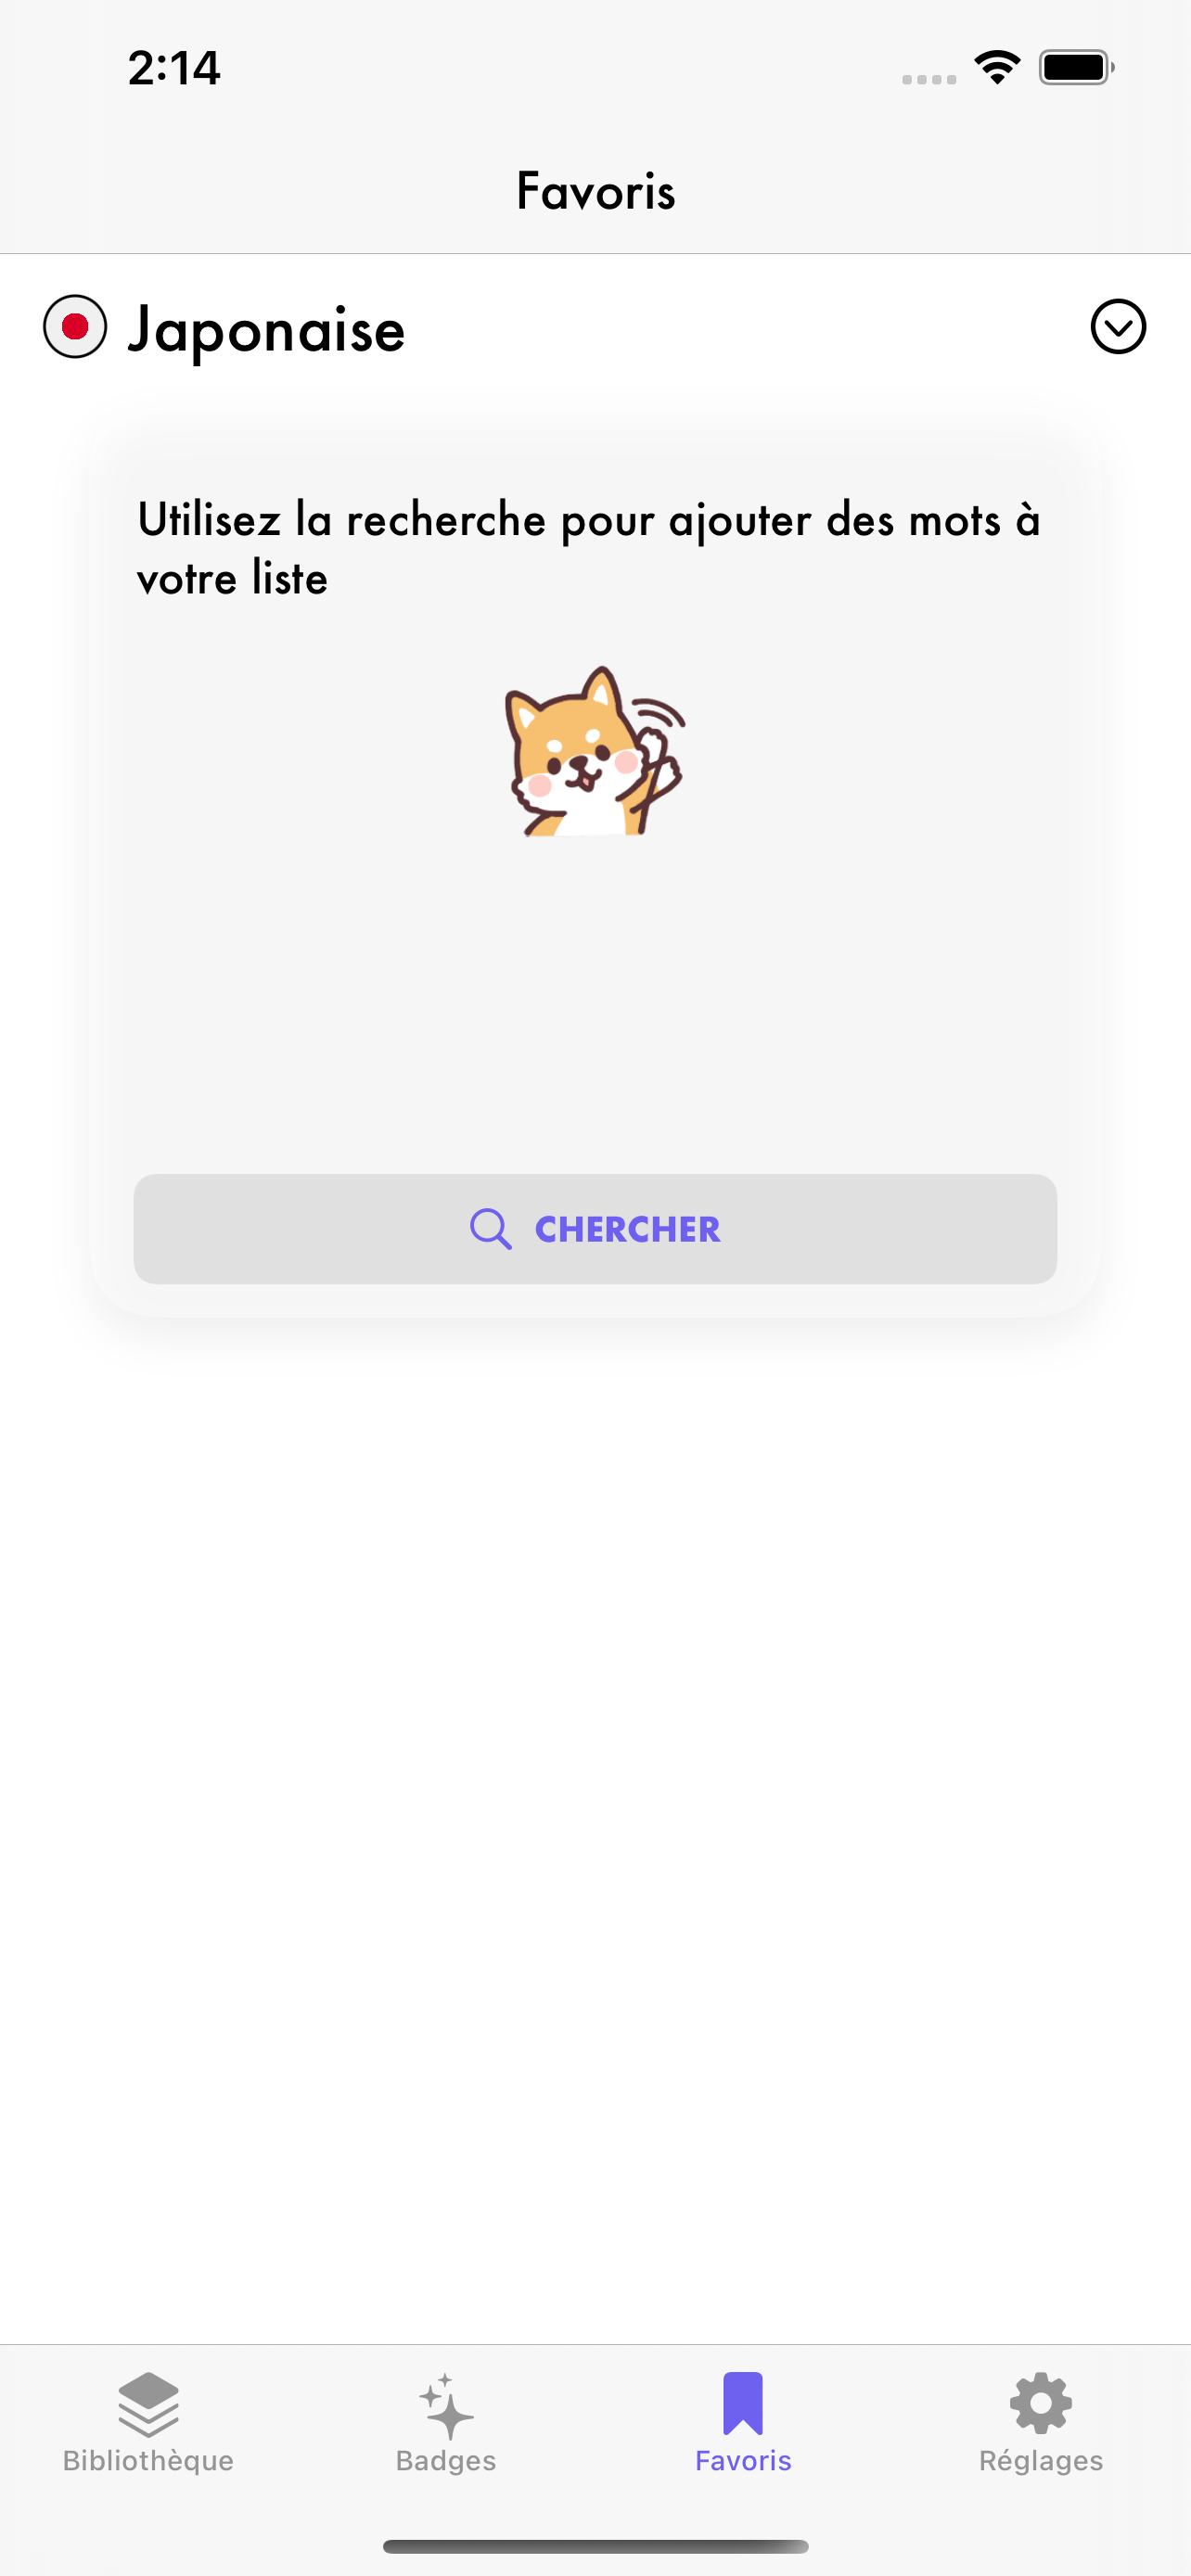 2:14
Favoris
Japonaise
Utilisez la recherche pour ajouter des mots à
votre liste
CHERCHER
Bibliothèque
Badges
Favoris
Réglages